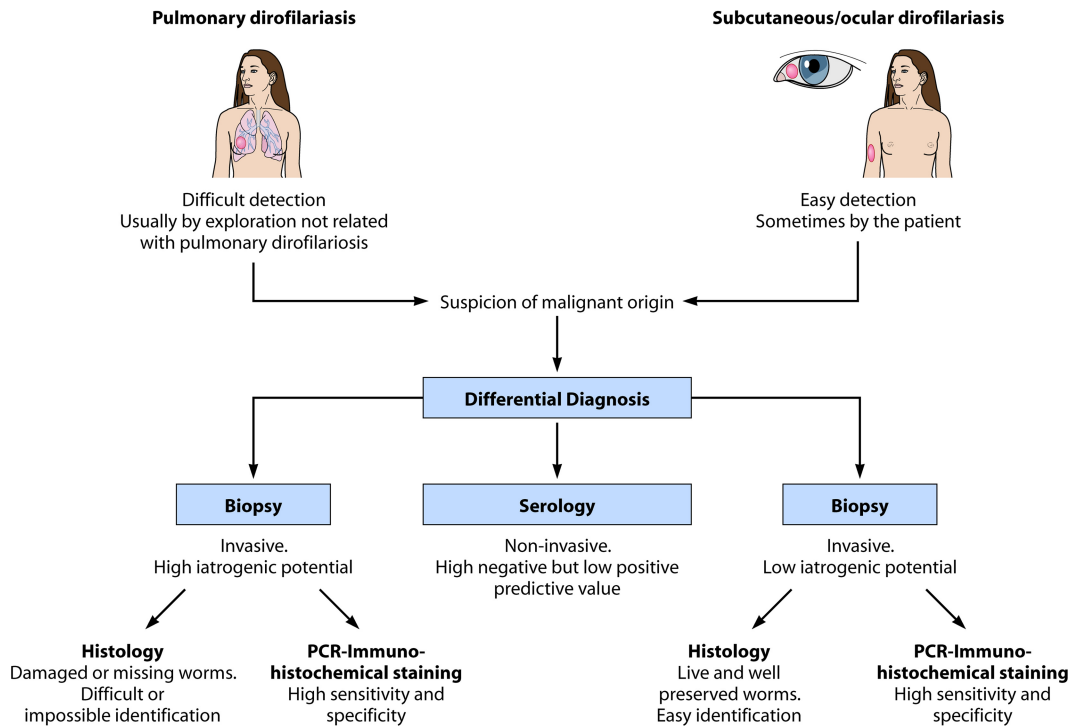 Pulmonary dirofilariasis
Subcutaneous/ocular dirofilariasis
Difficult detection
Usually by exploration not related
with pulmonary dirofilariosis
Easy detection
Sometimes by the patient
Suspicion of malignant origin
Differential Diagnosis
Biopsy
Invasive.
High iatrogenic potential
Serology
Non-invasive.
High negative but low positive
predictive value
Biopsy
Invasive.
Low iatrogenic potential
Histology
Damaged or missing worms.
Difficult or
impossible identification
PCR-Immuno-
histochemical staining
High sensitivity and
specificity
Histology
Live and well
preserved worms.
Easy identification
PCR-Immuno-
histochemical staining
High sensitivity and
specificity